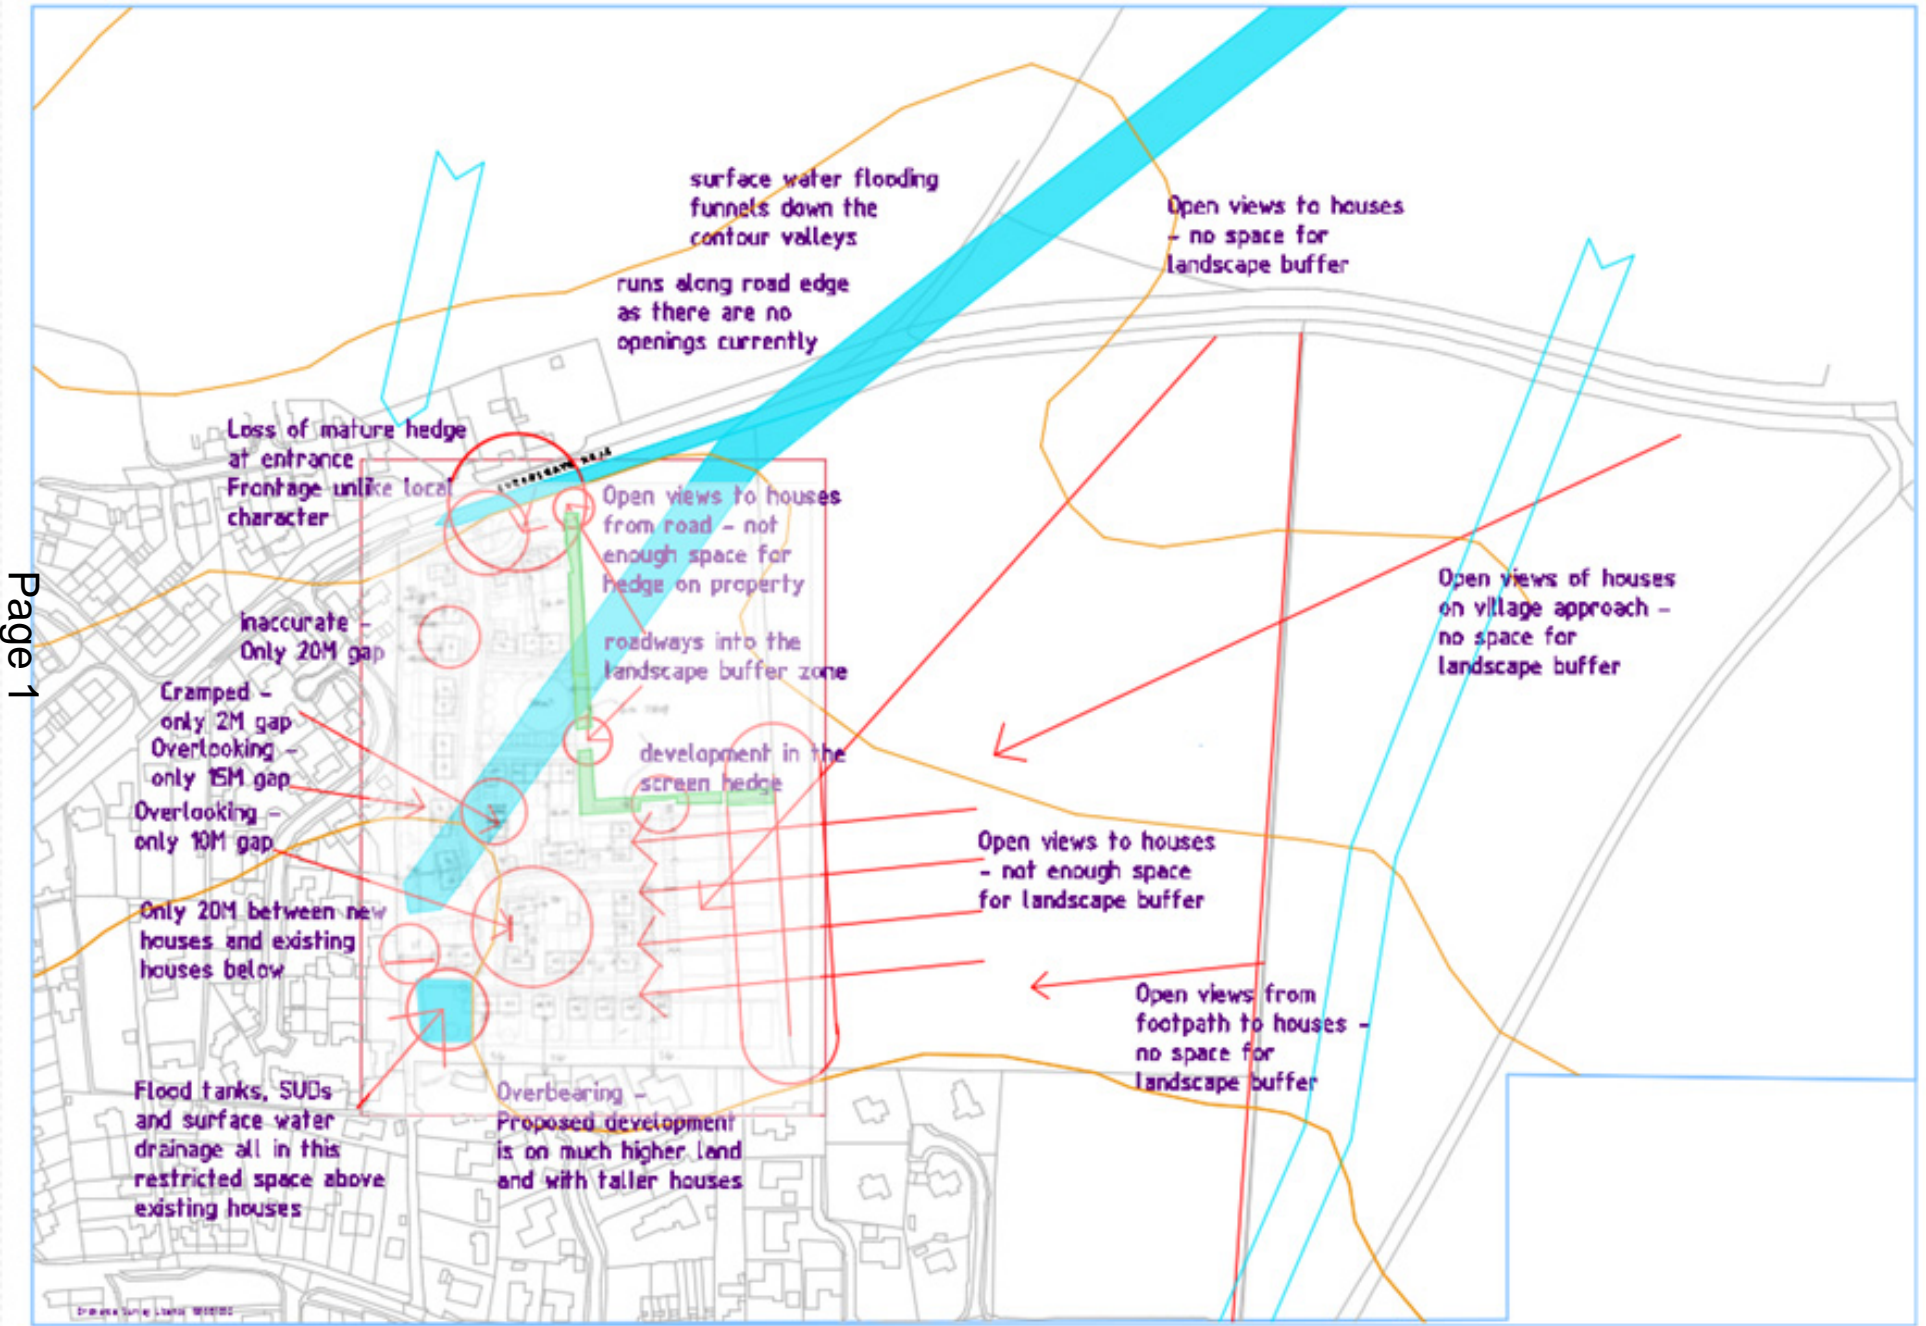 surface water flooding
funnels down the
contour valleys
runs along road edge
as there are no
openings currently
Open views to houses
- no space for
landscape buffer
Loss of mature hedge
at entrance
Frontage unlike local
character
Open views to houses
from road - not
enough space for
hedge on property
Inaccurate -
Only 20M gap
roadways into the
landscape buffer zone
Open views of houses
on village approach -
no space for
landscape buffer
Cramped -
only 2M gap
Overlooking -
only 15M gap
development in the
screen hedge
Overlooking -
only 10M gap
Open views to houses
- not enough space
for landscape buffer
Only 20M between new
houses and existing
houses below
Open views from
footpath to houses -
no space for
landscape buffer
Flood tanks, SUDs
and surface water
drainage all in this
restricted space above
existing houses
Overbearing -
Proposed development
is on much higher land
and with taller houses
Page 1